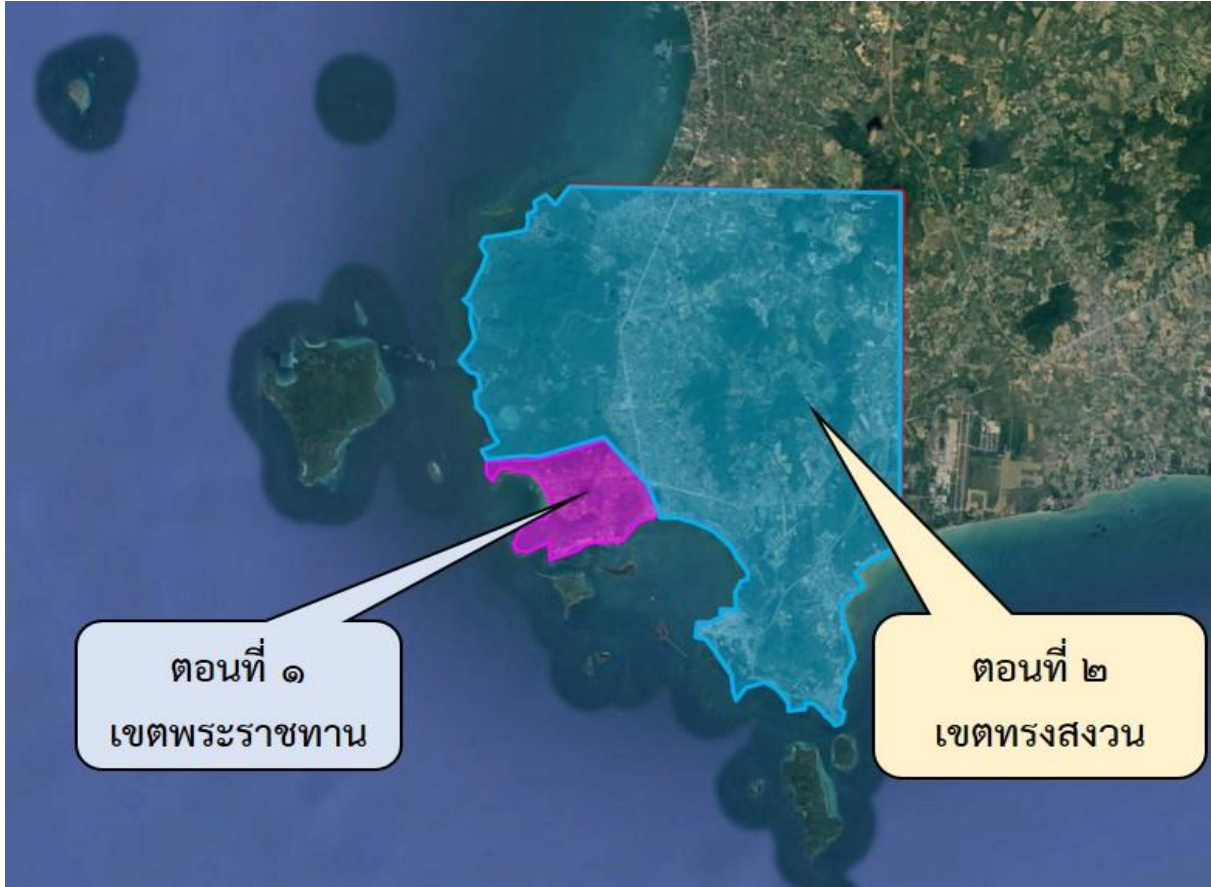 ตอนที่ ๑
เขตพระราชทาน
ตอนที่ ๒
เขตทรงสงวน